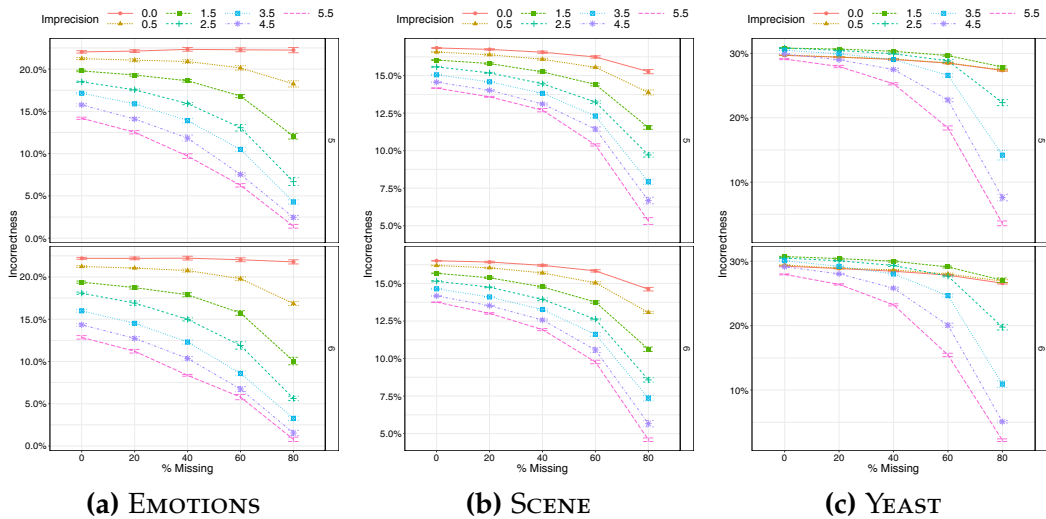 Imprecision 0.0 1.5 3.5 5.5
0.5 2.5 4.5
20.0%
15.0%
10.0%
5.0%
0.0%
5
20.0%
15.0%
10.0%
5.0%
0.0%
6
Incorrectness
0 20 40 60 80
% Missing
(a) EMOTIONS
Imprecision 0.0 1.5 3.5 5.5
0.5 2.5 4.5
15.0%
12.5%
10.0%
7.5%
5.0%
5
15.0%
12.5%
10.0%
7.5%
5.0%
6
Incorrectness
0 20 40 60 80
% Missing
(b) SCENE
Imprecision 0.0 1.5 3.5 5.5
0.5 2.5 4.5
30%
20%
10%
5
30%
20%
10%
6
Incorrectness
0 20 40 60 80
% Missing
(c) YEAST